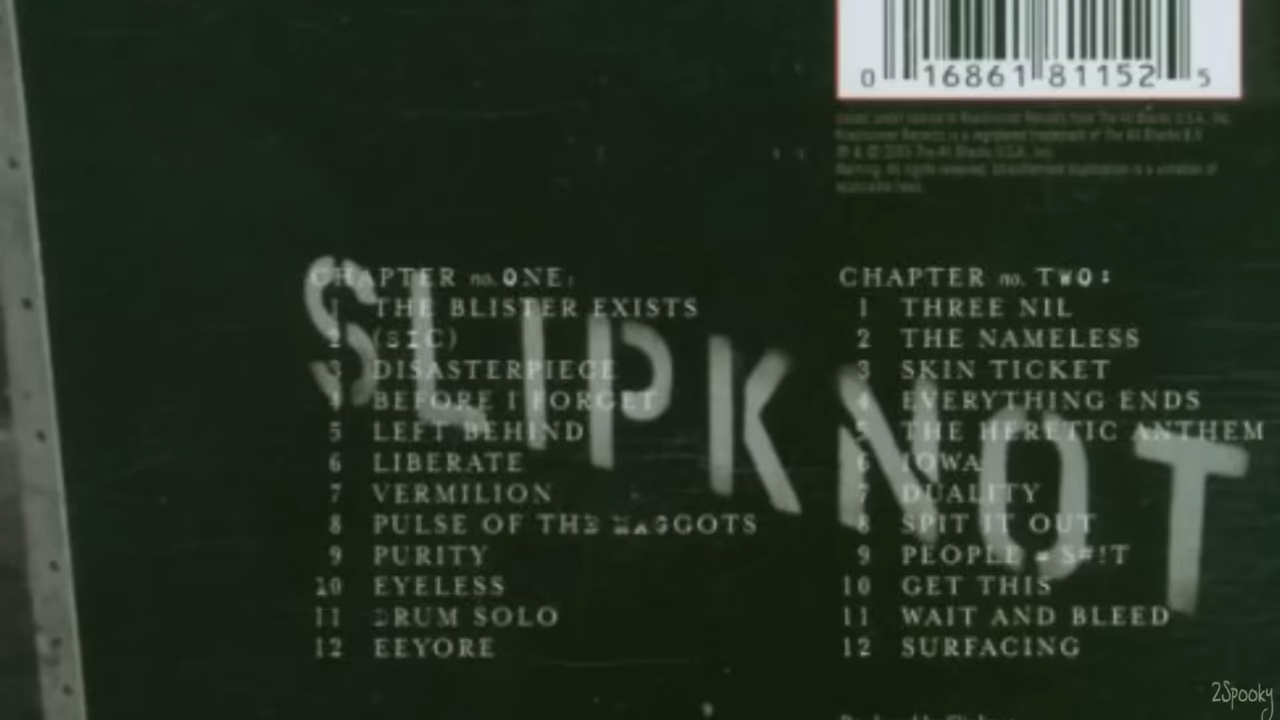 0 16861 81152 5
SLIPKNOT
CHAPTER no. ONE:
1 THE BLISTER EXISTS
2 (SIC)
3 DISASTERPIECE
4 BEFORE I FORGET
5 LEFT BEHIND
6 LIBERATE
7 VERMILION
8 PULSE OF THE MAGGOTS
9 PURITY
10 EYELESS
11 DRUM SOLO
12 EEYORE
CHAPTER no. TWO:
1 THREE NIL
2 THE NAMELESS
3 SKIN TICKET
4 EVERYTHING ENDS
5 THE HERETIC ANTHEM
6 IOWA
7 DUALITY
8 SPIT IT OUT
9 PEOPLE = S#!T
10 GET THIS
11 WAIT AND BLEED
12 SURFACING
2Spooky